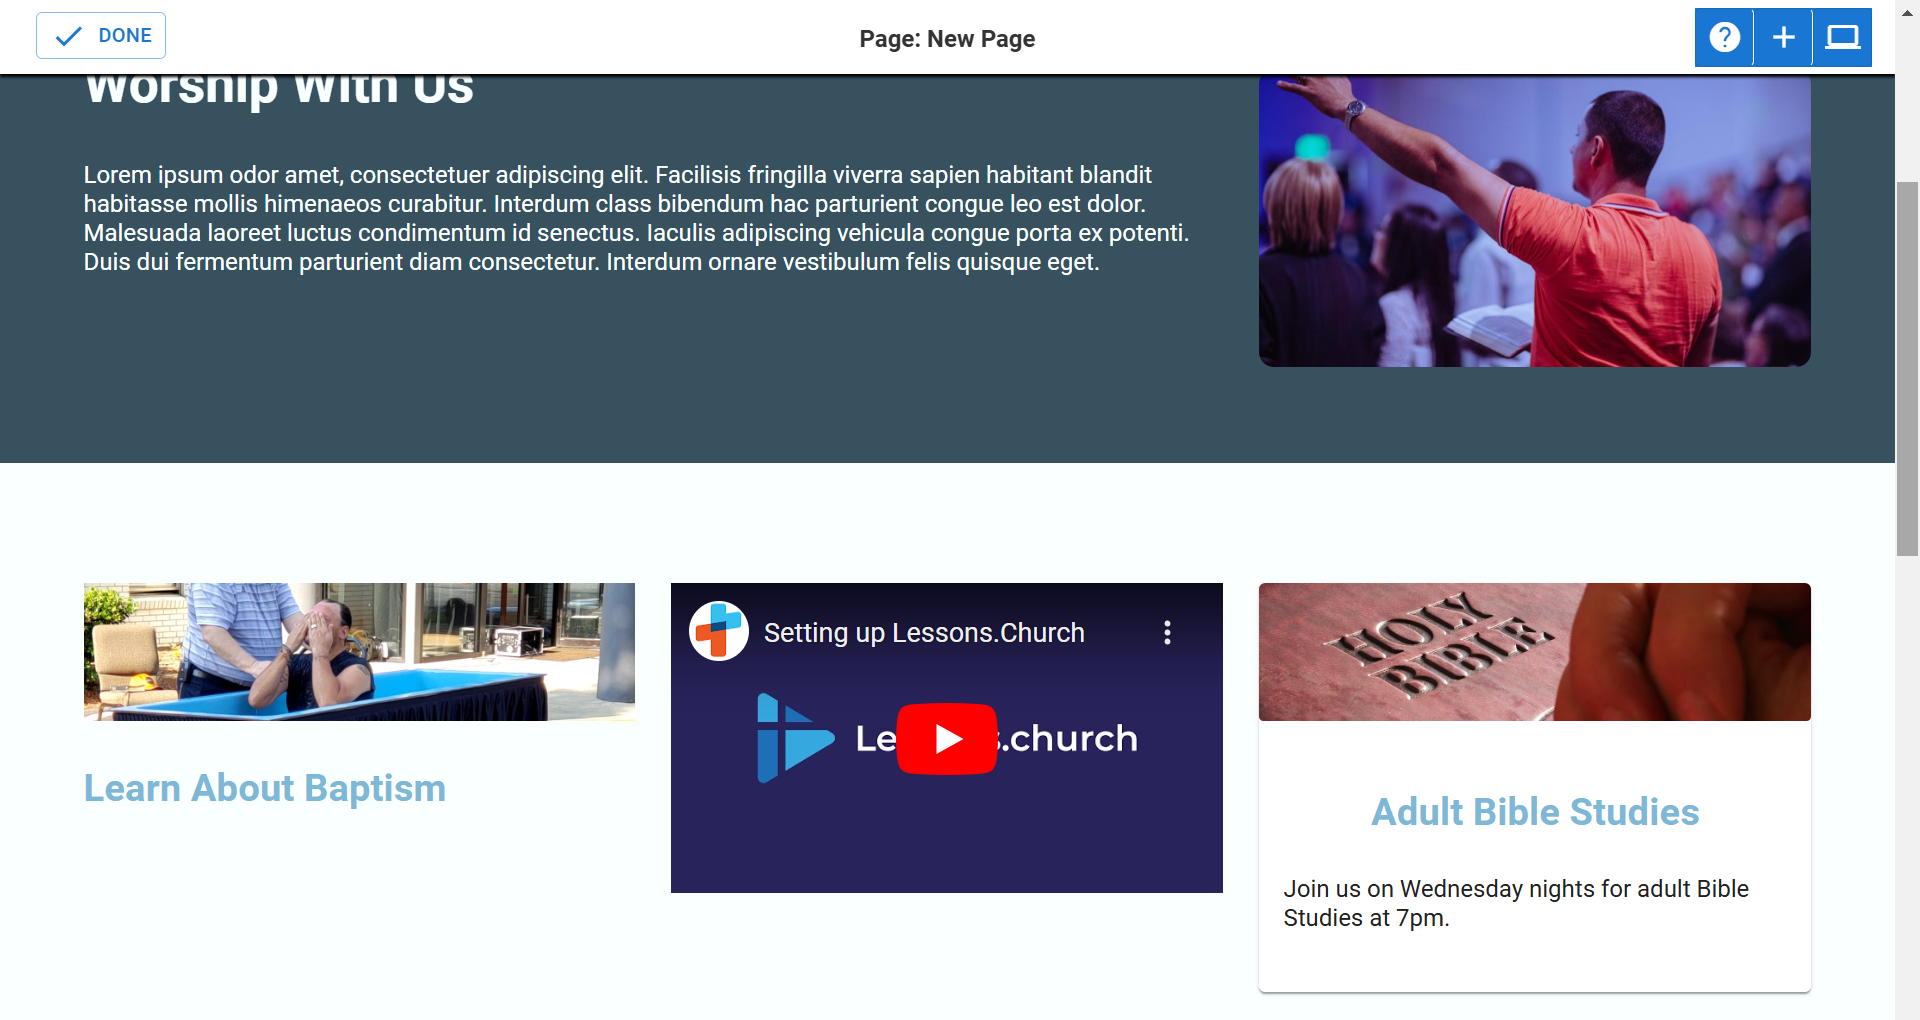 DONE
Page: New Page
Worship With Us
Lorem ipsum odor amet, consectetuer adipiscing elit. Facilisis fringilla viverra sapien habitant blandit
habitasse mollis himenaeos curabitur. Interdum class bibendum hac parturient congue leo est dolor.
Malesuada laoreet luctus condimentum id senectus. Iaculis adipiscing vehicula congue porta ex potenti.
Duis dui fermentum parturient diam consectetur. Interdum ornare vestibulum felis quisque eget.
Setting up Lessons.Church
Le s.church
HOLY
BIBLE
Learn About Baptism
Adult Bible Studies
Join us on Wednesday nights for adult Bible
Studies at 7pm.